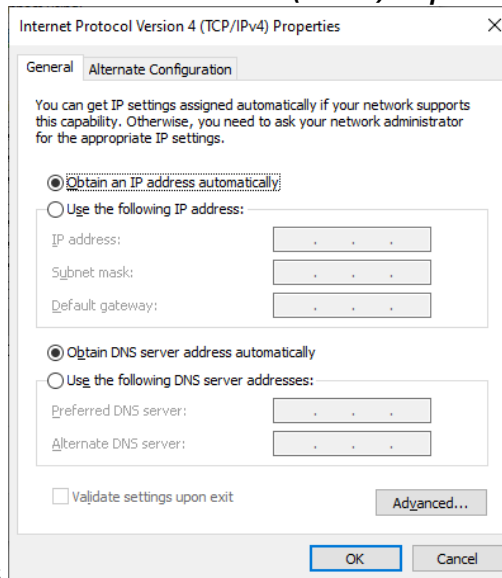 Internet Protocol Version 4 (TCP/IPv4) Properties
General Alternate Configuration
You can get IP settings assigned automatically if your network supports
this capability. Otherwise, you need to ask your network administrator
for the appropriate IP settings.
Obtain an IP address automatically
Use the following IP address:
IP address:
Subnet mask:
Default gateway:
Obtain DNS server address automatically
Use the following DNS server addresses:
Preferred DNS server:
Alternate DNS server:
Validate settings upon exit
Advanced...
OK Cancel